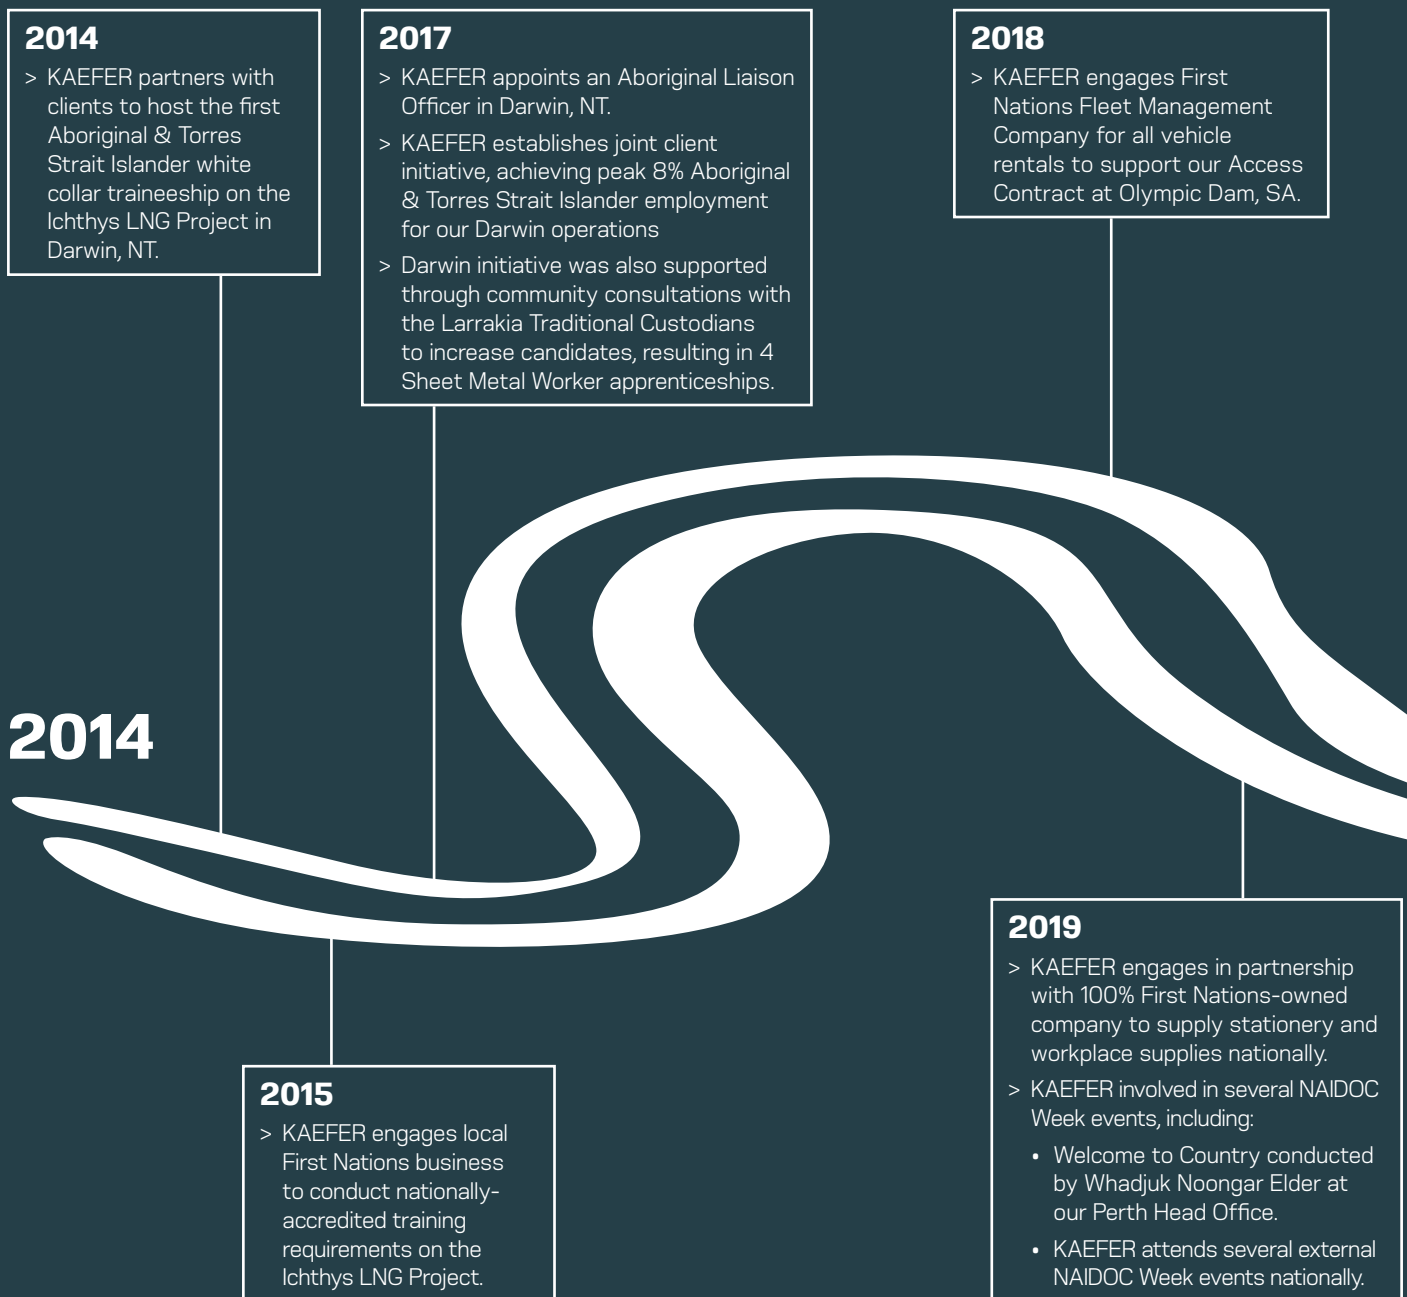 2014
> KAEFER partners with
clients to host the first
Aboriginal & Torres
Strait Islander white
collar traineeship on the
Ichthys LNG Project in
Darwin, NT.
2017
> KAEFER appoints an Aboriginal Liaison
Officer in Darwin, NT.
> KAEFER establishes joint client
initiative, achieving peak 8% Aboriginal
& Torres Strait Islander employment
for our Darwin operations
> Darwin initiative was also supported
through community consultations with
the Larrakia Traditional Custodians
to increase candidates, resulting in 4
Sheet Metal Worker apprenticeships.
2018
> KAEFER engages First
Nations Fleet Management
Company for all vehicle
rentals to support our Access
Contract at Olympic Dam, SA.
2014
2015
> KAEFER engages local
First Nations business
to conduct nationally-
accredited training
requirements on the
Ichthys LNG Project.
2019
> KAEFER engages in partnership
with 100% First Nations-owned
company to supply stationery and
workplace supplies nationally.
> KAEFER involved in several NAIDOC
Week events, including:
• Welcome to Country conducted
by Whadjuk Noongar Elder at
our Perth Head Office.
• KAEFER attends several external
NAIDOC Week events nationally.